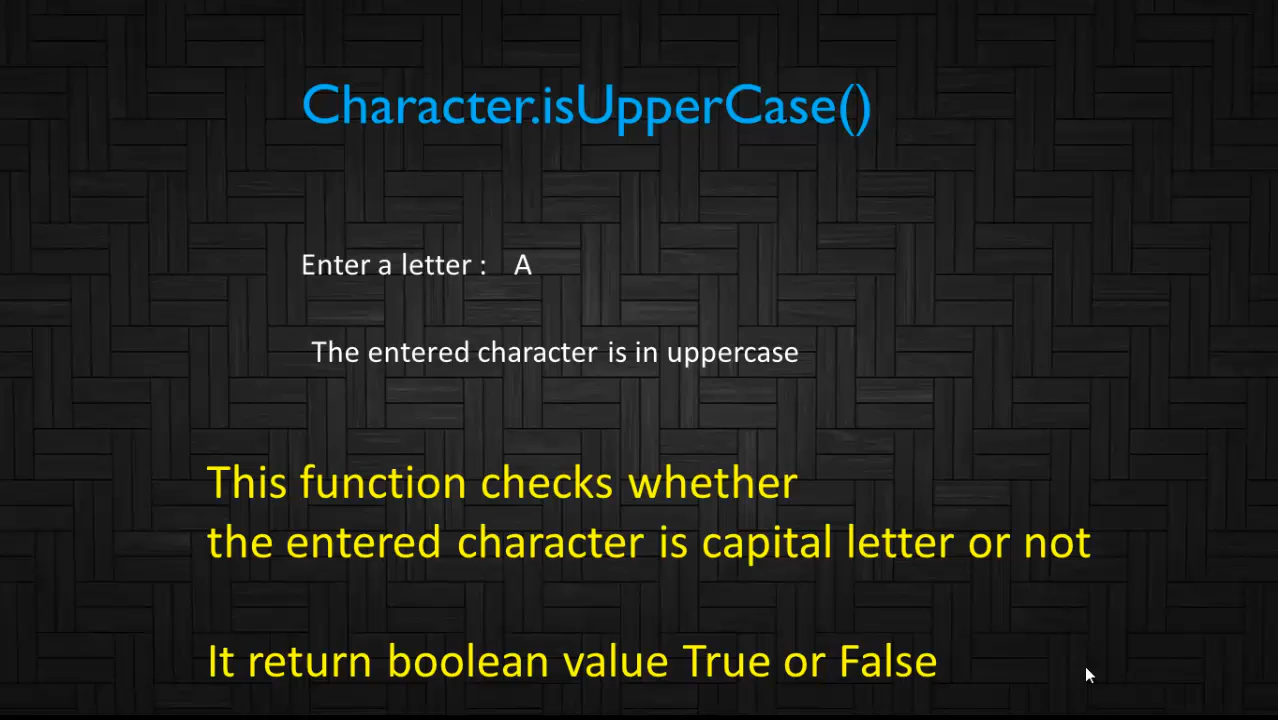 Character.isUpperCase()
Enter a letter : A
The entered character is in uppercase
This function checks whether
the entered character is capital letter or not
It return boolean value True or False